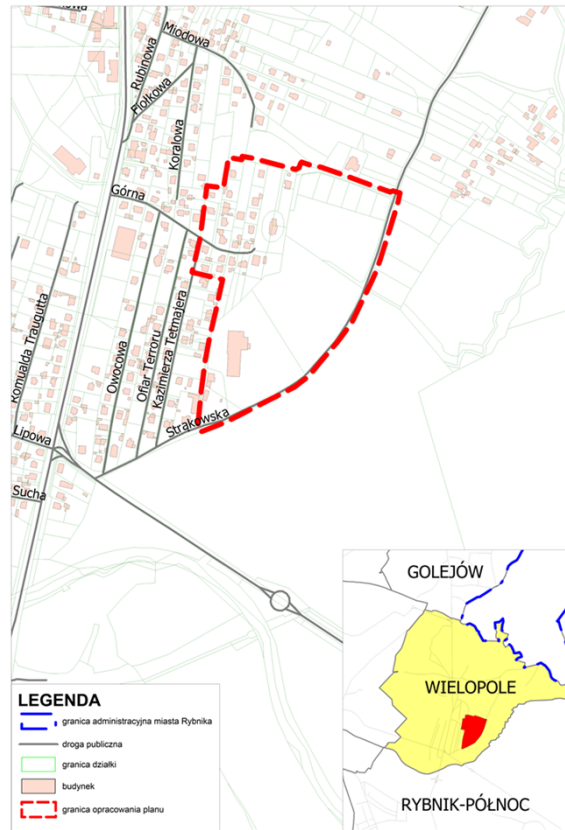 Miodowa
Rubinowa
Fiołkowa
Koralowa
Górna
Romualda Traugutta
Owocowa
Ofiar Terroru
Kazimierza Tetmajera
Strąkowska
Lipowa
Sucha
GOLEJÓW
WIELOPOLE
RYBNIK-PÓŁNOC
LEGENDA
granica administracyjna miasta Rybnika
droga publiczna
granica działki
budynek
granica opracowania planu